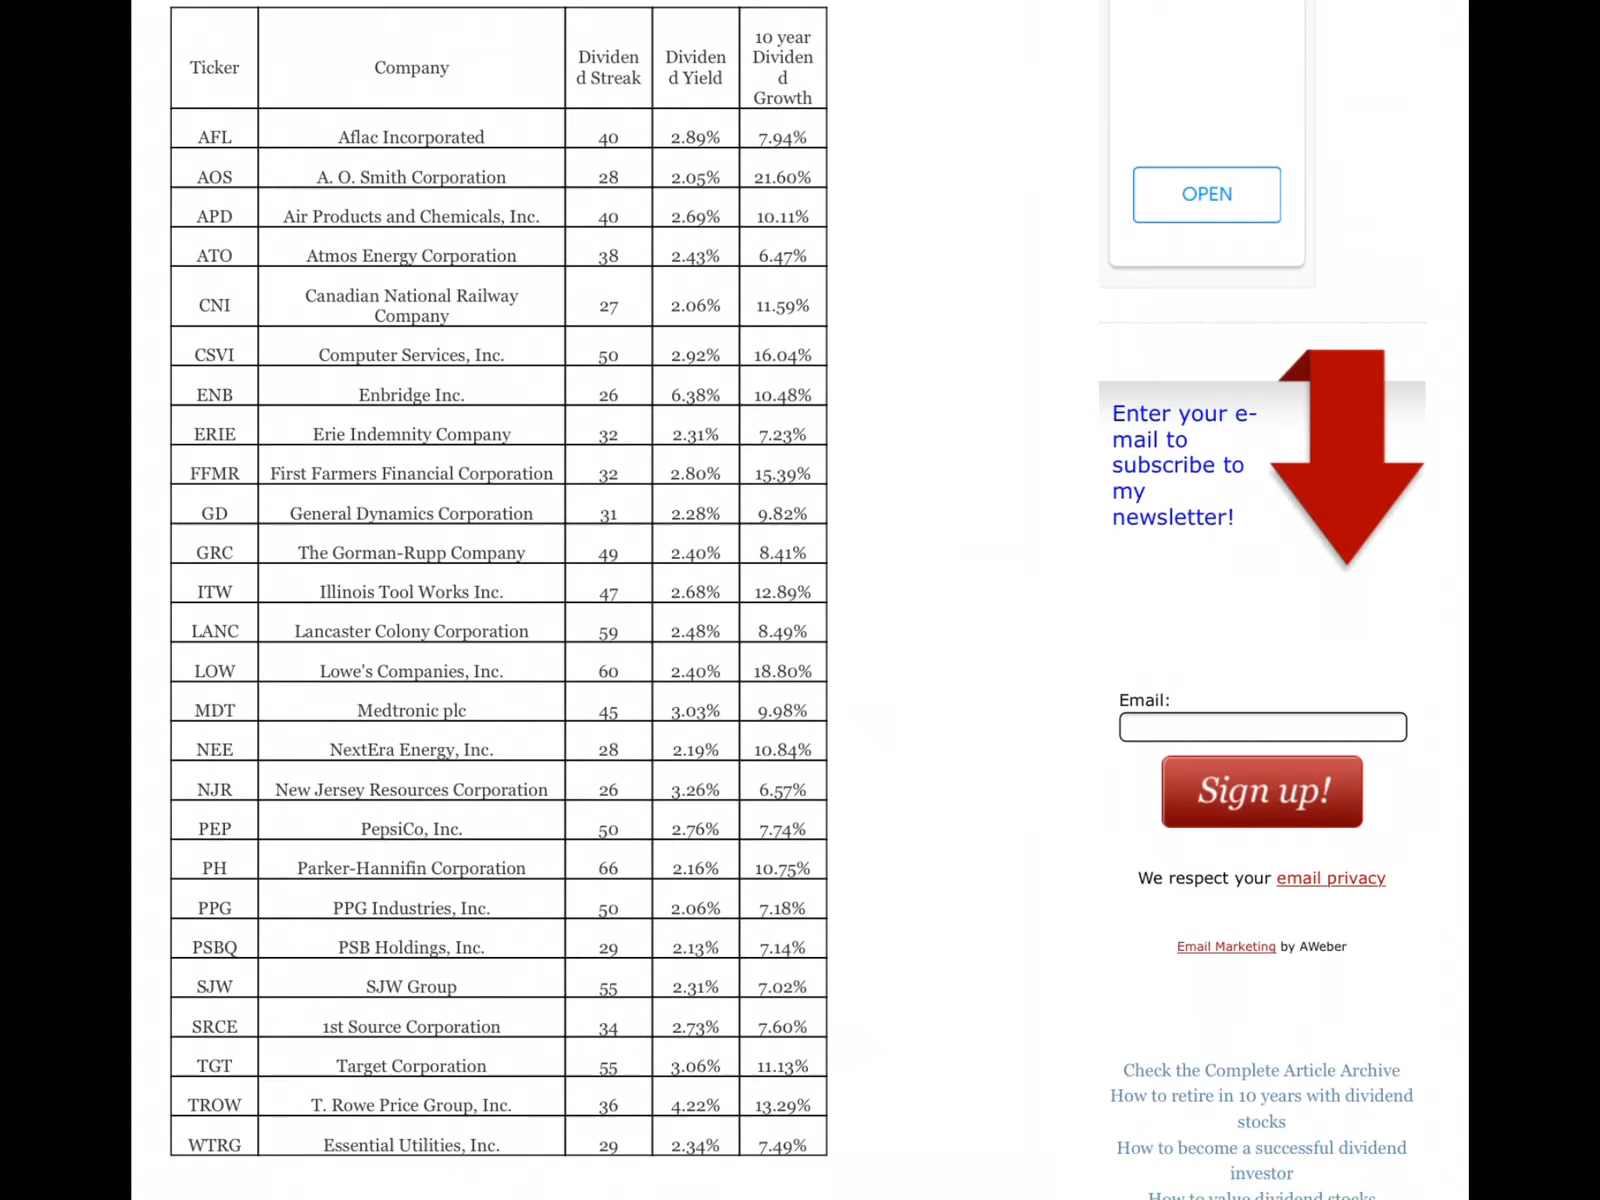 Ticker
Company
Dividen
d Streak
Dividen
d Yield
10 year
Dividen
d
Growth
AFL Aflac Incorporated 40 2.89% 7.94%
AOS A. O. Smith Corporation 28 2.05% 21.60%
APD Air Products and Chemicals, Inc. 40 2.69% 10.11%
ATO Atmos Energy Corporation 38 2.43% 6.47%
CNI Canadian National Railway
Company 27 2.06% 11.59%
CSVI Computer Services, Inc. 50 2.92% 16.04%
ENB Enbridge Inc. 26 6.38% 10.48%
ERIE Erie Indemnity Company 32 2.31% 7.23%
FFMR First Farmers Financial Corporation 32 2.80% 15.39%
GD General Dynamics Corporation 31 2.28% 9.82%
GRC The Gorman-Rupp Company 49 2.40% 8.41%
ITW Illinois Tool Works Inc. 47 2.68% 12.89%
LANC Lancaster Colony Corporation 59 2.48% 8.49%
LOW Lowe's Companies, Inc. 60 2.40% 18.80%
MDT Medtronic plc 45 3.03% 9.98%
NEE NextEra Energy, Inc. 28 2.19% 10.84%
NJR New Jersey Resources Corporation 26 3.26% 6.57%
PEP PepsiCo, Inc. 50 2.76% 7.74%
PH Parker-Hannifin Corporation 66 2.16% 10.75%
PPG PPG Industries, Inc. 50 2.06% 7.18%
PSBQ PSB Holdings, Inc. 29 2.13% 7.14%
SJW SJW Group 55 2.31% 7.02%
SRCE 1st Source Corporation 34 2.73% 7.60%
TGT Target Corporation 55 3.06% 11.13%
TROW T. Rowe Price Group, Inc. 36 4.22% 13.29%
WTRG Essential Utilities, Inc. 29 2.34% 7.49%
OPEN
Enter your e-
mail to
subscribe to
my
newsletter!
Email:
Sign up!
We respect your email privacy
Email Marketing by AWeber
Check the Complete Article Archive
How to retire in 10 years with dividend
stocks
How to become a successful dividend
investor
How to value dividend stocks